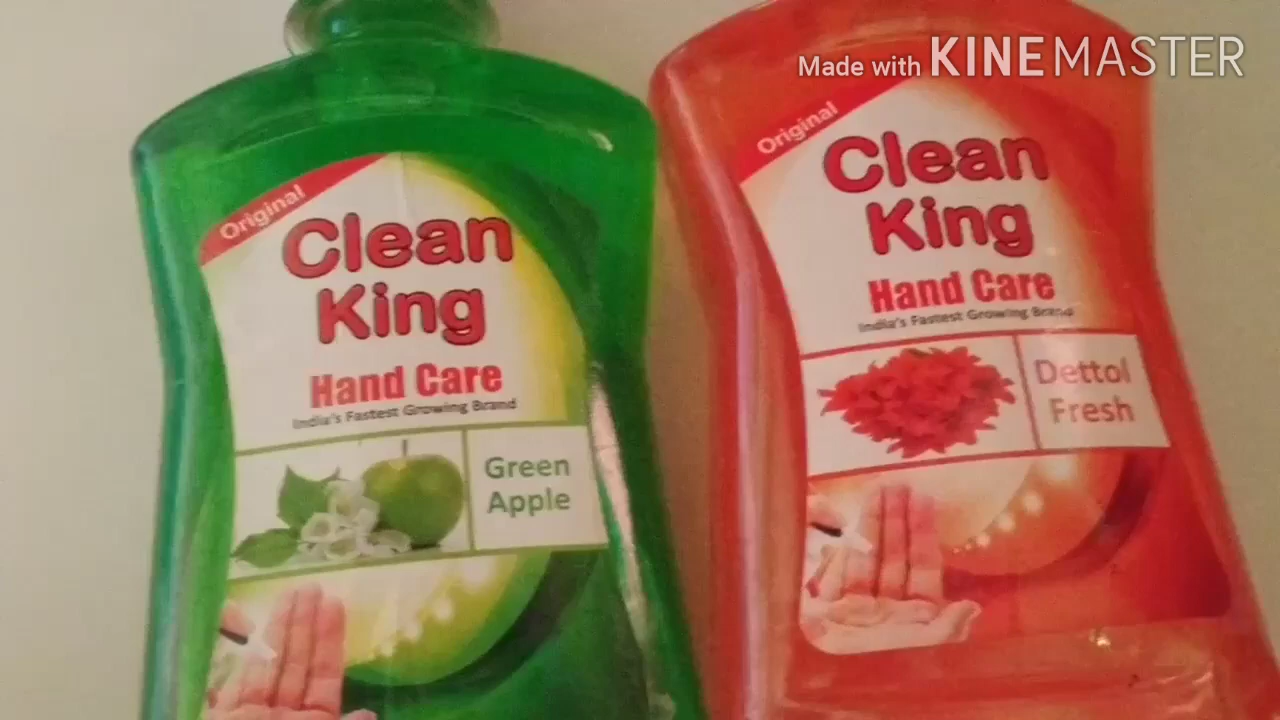 Made with KINEMASTER
Original
Clean
King
Hand Care
India's Fastest Growing Brand
Green
Apple
Original
Clean
King
Hand Care
India's Fastest Growing Brand
Dettol
Fresh